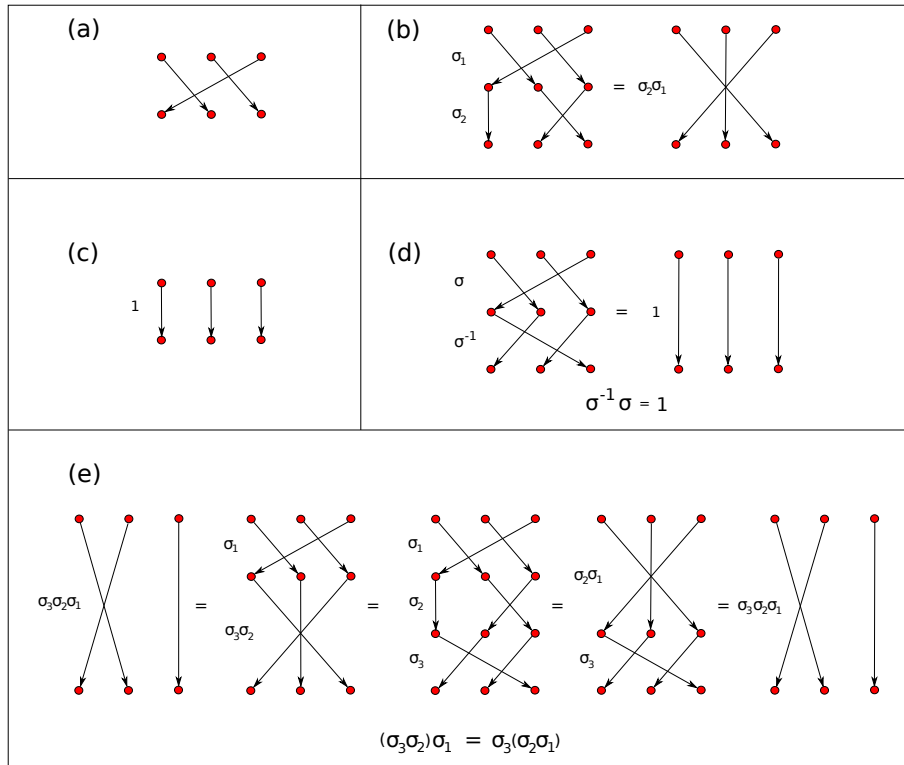 (a)
(b)
σ₁
σ₂
= σ₂σ₁
(c)
1
(d)
σ
σ⁻¹
= 1
σ⁻¹ σ = 1
(e)
σ₃σ₂σ₁
=
σ₁
σ₃σ₂
=
σ₁
σ₂
σ₃
=
σ₂σ₁
σ₃
= σ₃σ₂σ₁
(σ₃σ₂)σ₁ = σ₃(σ₂σ₁)